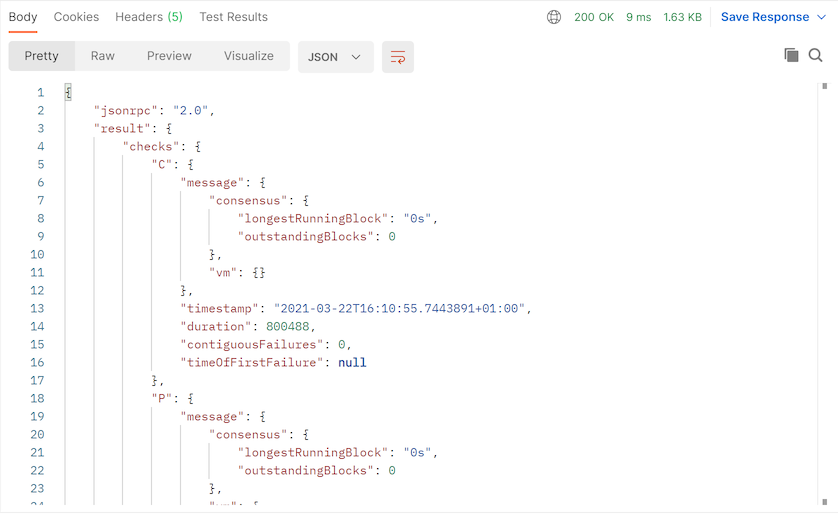 Body Cookies Headers (5) Test Results 200 OK 9 ms 1.63 KB Save Response
Pretty Raw Preview Visualize JSON
1 {
2 "jsonrpc": "2.0",
3 "result": {
4 "checks": {
5 "C": {
6 "message": {
7 "consensus": {
8 "longestRunningBlock": "0s",
9 "outstandingBlocks": 0
10 },
11 "vm": {}
12 },
13 "timestamp": "2021-03-22T16:10:55.7443891+01:00",
14 "duration": 800488,
15 "contiguousFailures": 0,
16 "timeOfFirstFailure": null
17 },
18 "P": {
19 "message": {
20 "consensus": {
21 "longestRunningBlock": "0s",
22 "outstandingBlocks": 0
23 },